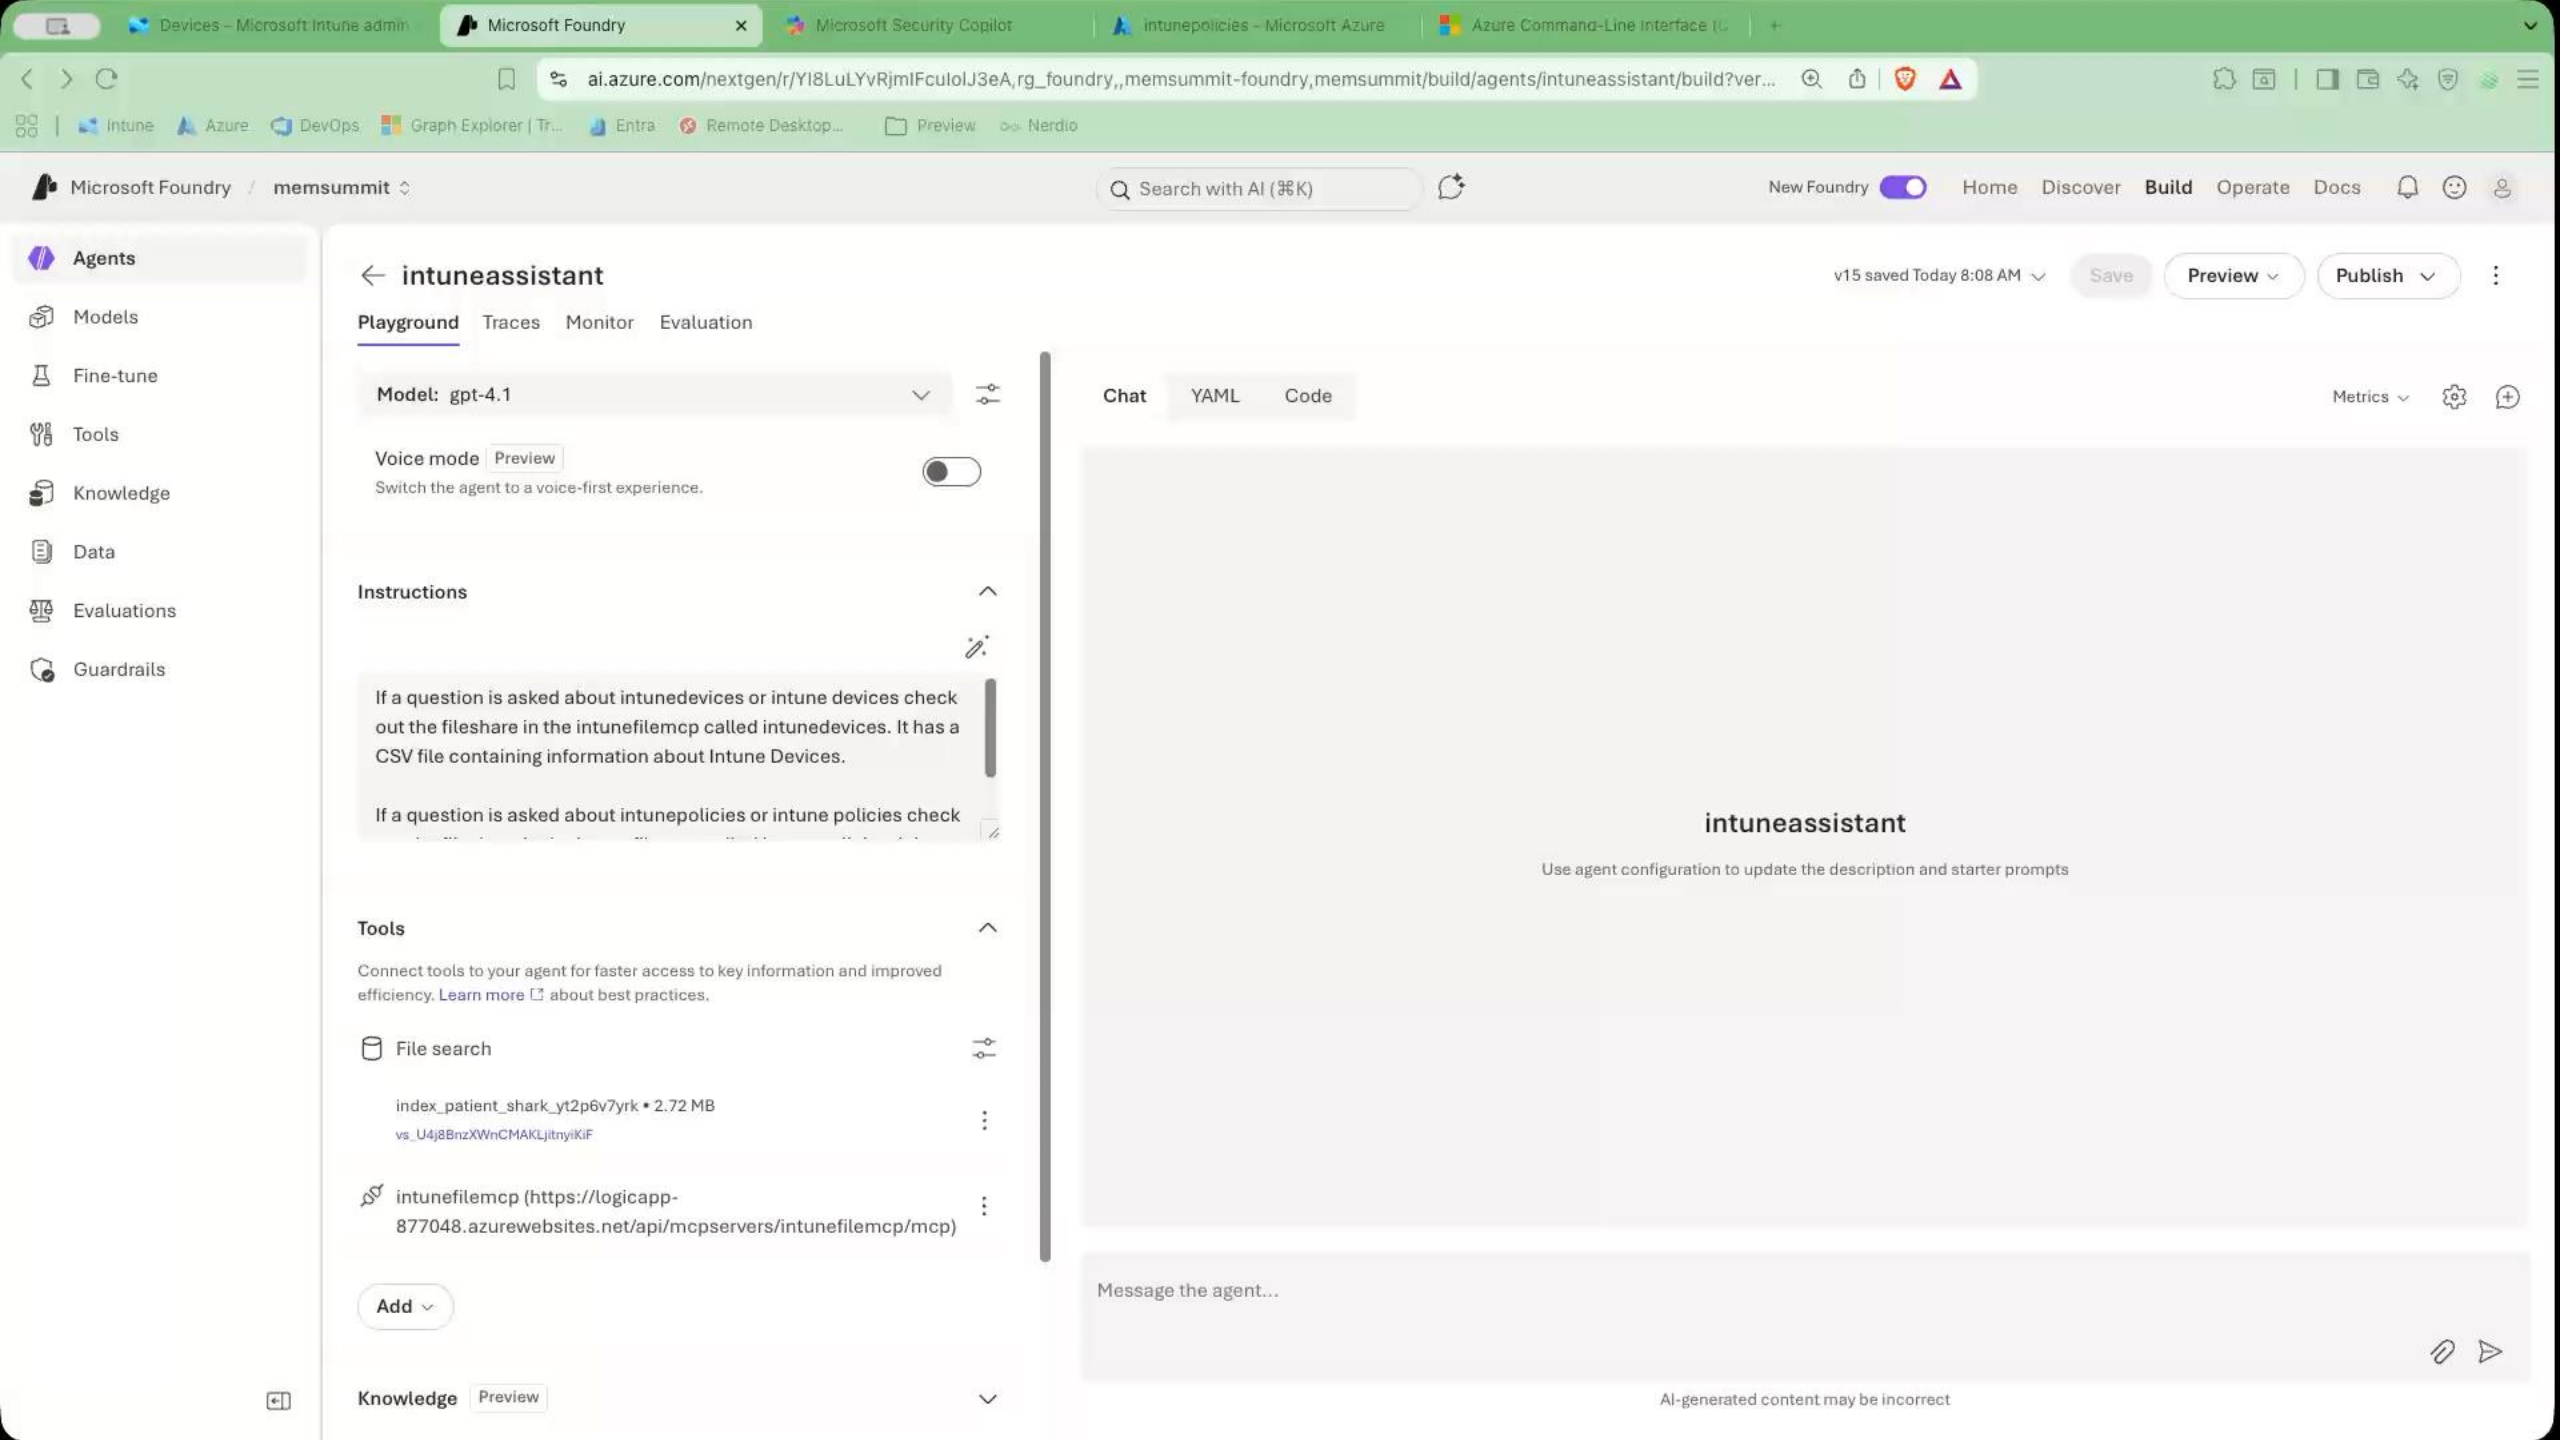 Devices – Microsoft Intune admin
Microsoft Foundry
Microsoft Security Copilot
intunepolicies – Microsoft Azure
Azure Command-Line Interface (C
ai.azure.com/nextgen/r/YI8LuLYvRjmIFcuIoIJ3eA,rg_foundry,,memsummit-foundry,memsummit/build/agents/intuneassistant/build?ver...
Intune
Azure
DevOps
Graph Explorer | Tr...
Entra
Remote Desktop...
Preview
Nerdio
Microsoft Foundry / memsummit
Search with AI (⌘K)
New Foundry
Home
Discover
Build
Operate
Docs
Agents
Models
Fine-tune
Tools
Knowledge
Data
Evaluations
Guardrails
intuneassistant
v15 saved Today 8:08 AM
Save
Preview
Publish
Playground
Traces
Monitor
Evaluation
Model: gpt-4.1
Voice mode Preview
Switch the agent to a voice-first experience.
Instructions
If a question is asked about intunedevices or intune devices check
out the fileshare in the intunefilemcp called intunedevices. It has a
CSV file containing information about Intune Devices.
If a question is asked about intunepolicies or intune policies check
Tools
Connect tools to your agent for faster access to key information and improved
efficiency. Learn more about best practices.
File search
index_patient_shark_yt2p6v7yrk • 2.72 MB
vs_U4j8BnzXWnCMAKLjitnyiKiF
intunefilemcp (https://logicapp-
877048.azurewebsites.net/api/mcpservers/intunefilemcp/mcp)
Add
Knowledge Preview
Chat
YAML
Code
Metrics
intuneassistant
Use agent configuration to update the description and starter prompts
Message the agent...
AI-generated content may be incorrect